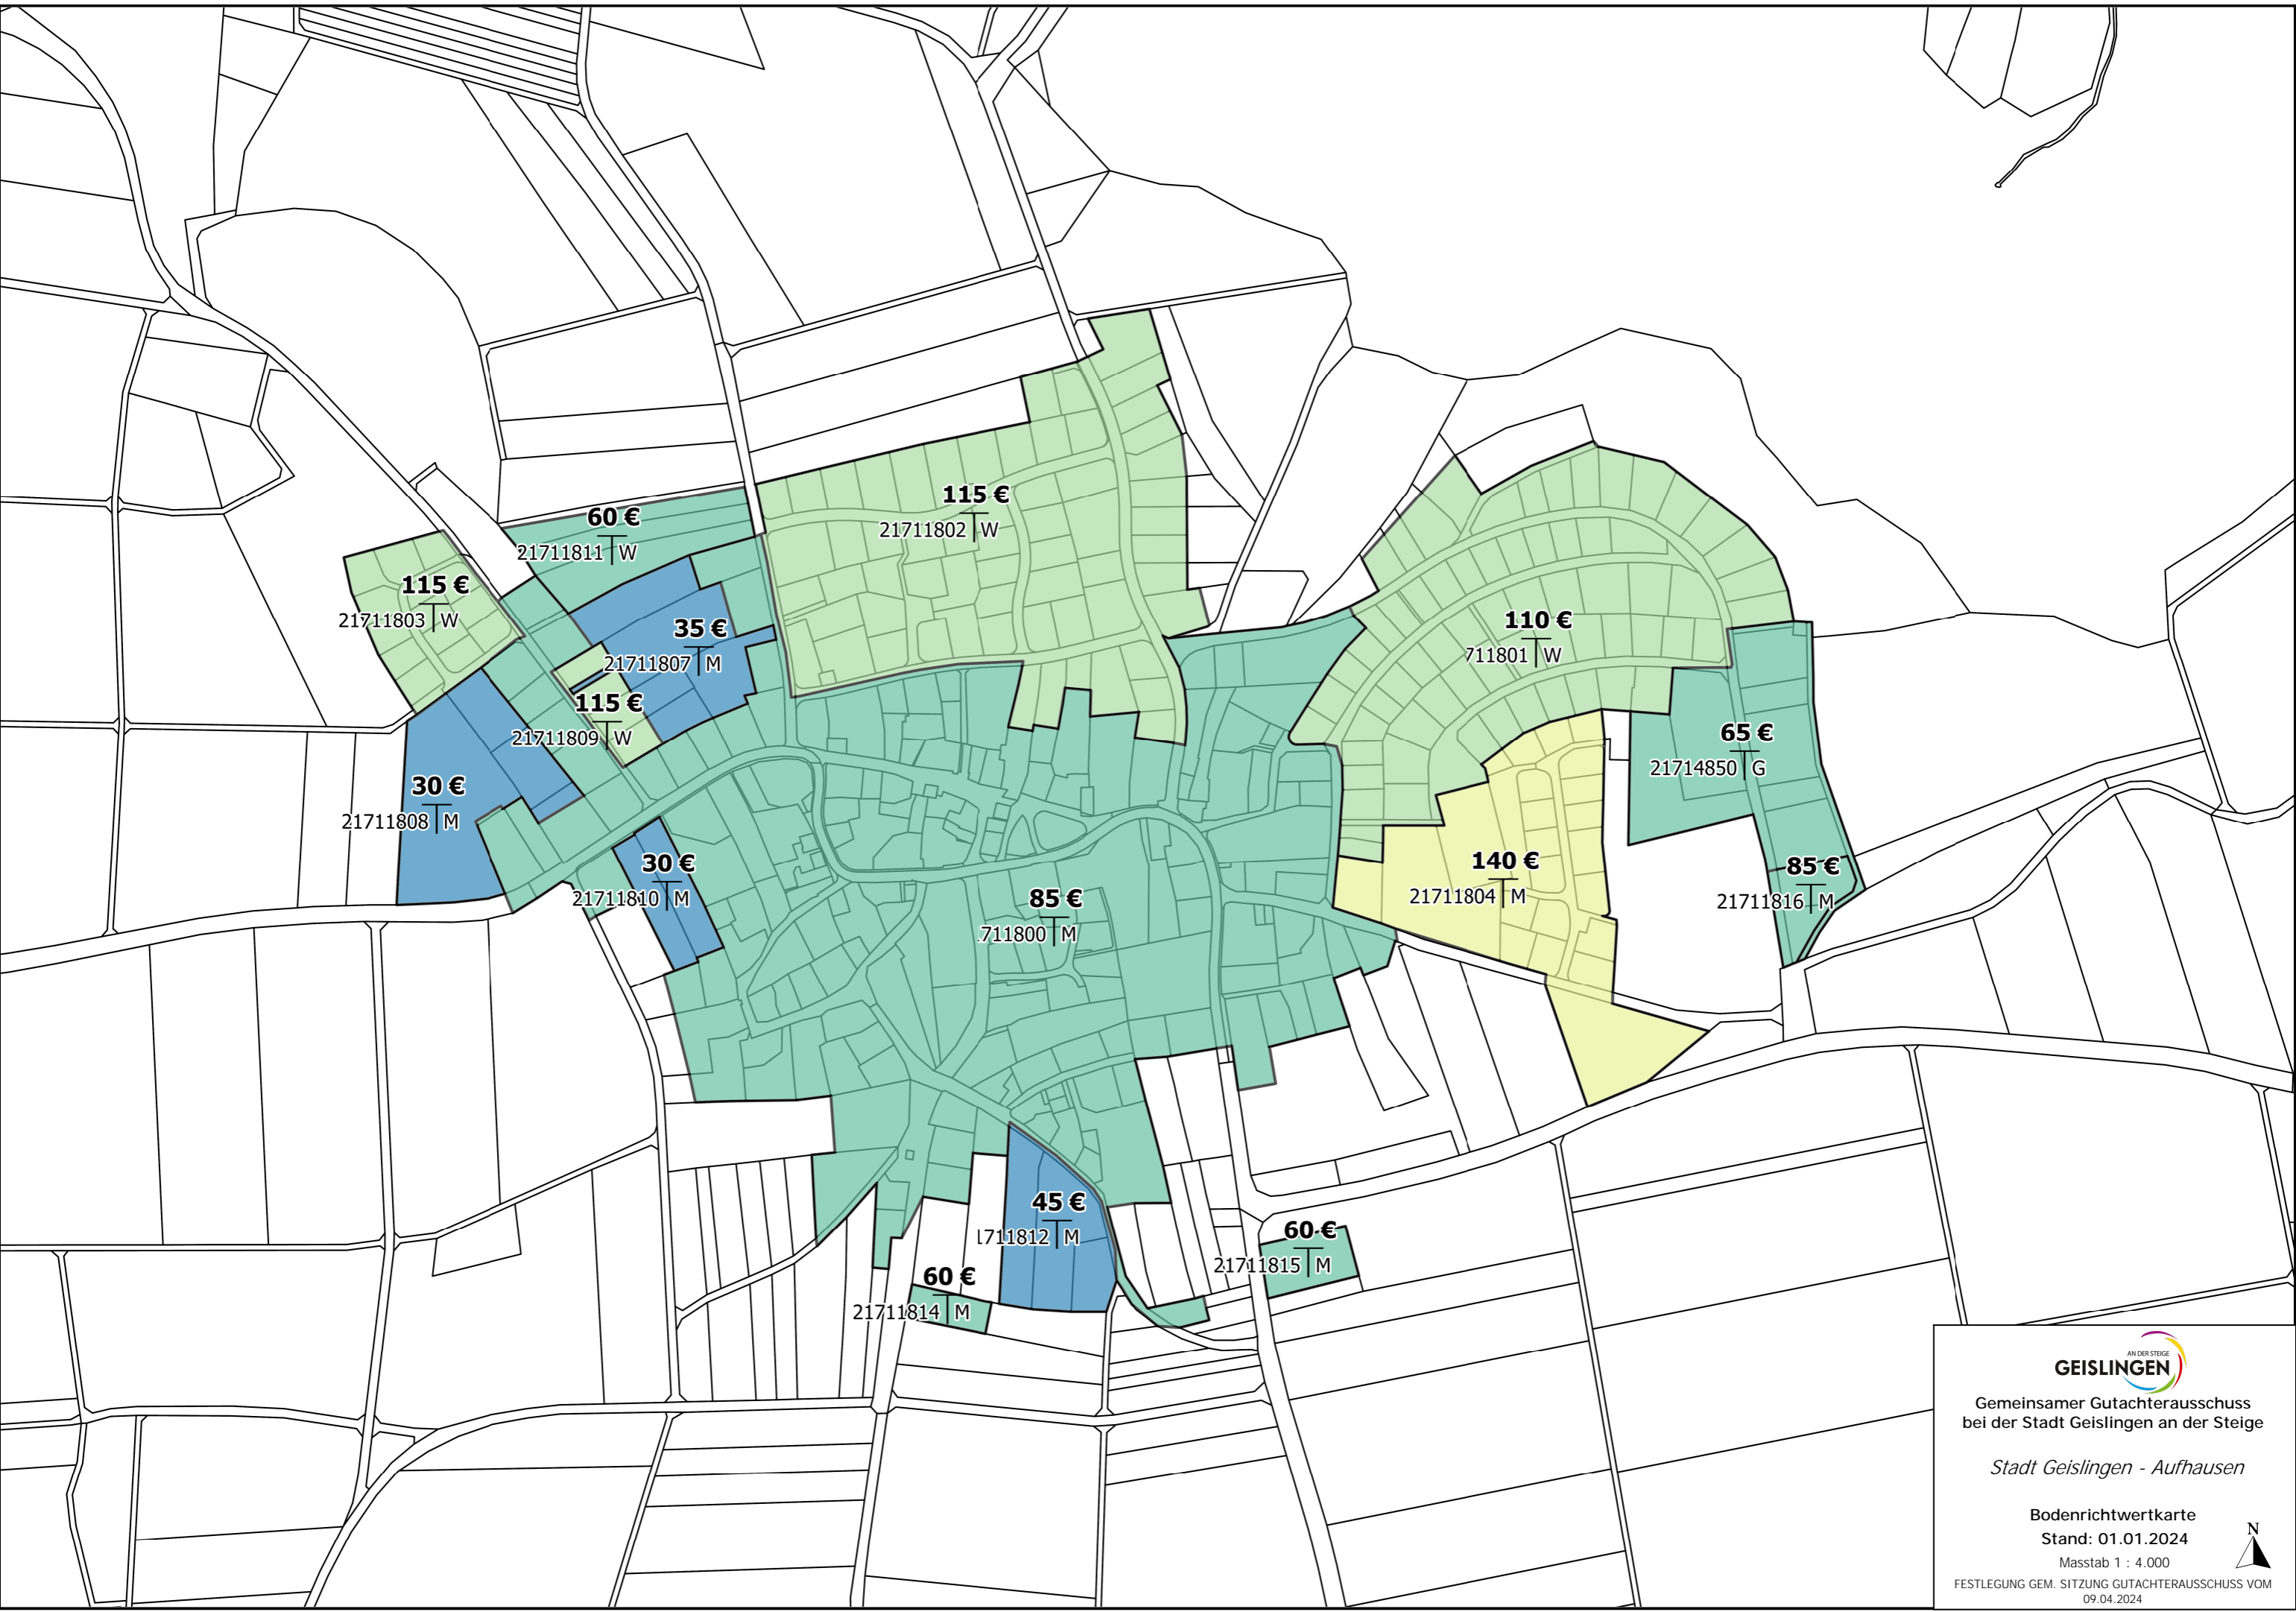 115 €
21711802 W
60 €
21711811 W
115 €
21711803 W
110 €
711801 W
35 €
21711807 M
115 €
21711809 W
65 €
21714850 G
30 €
21711808 M
30 €
21711810 M
140 €
21711804 M
85 €
21711816 M
85 €
711800 M
45 €
711812 M
60 €
21711815 M
60 €
21711814 M
AN DER STEIGE
GEISLINGEN
Gemeinsamer Gutachterausschuss
bei der Stadt Geislingen an der Steige
Stadt Geislingen - Aufhausen
Bodenrichtwertkarte
Stand: 01.01.2024
Masstab 1 : 4.000
N
FESTLEGUNG GEM. SITZUNG GUTACHTERAUSSCHUSS VOM
09.04.2024